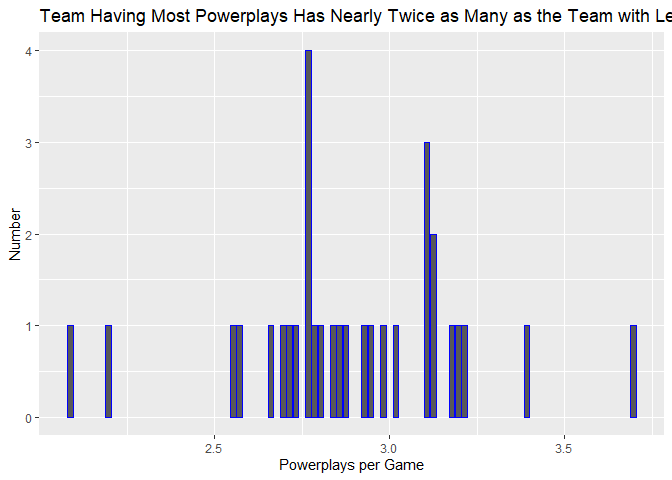 Team Having Most Powerplays Has Nearly Twice as Many as the Team with Le
4
3
2
1
0
Number
2.5 3.0 3.5
Powerplays per Game